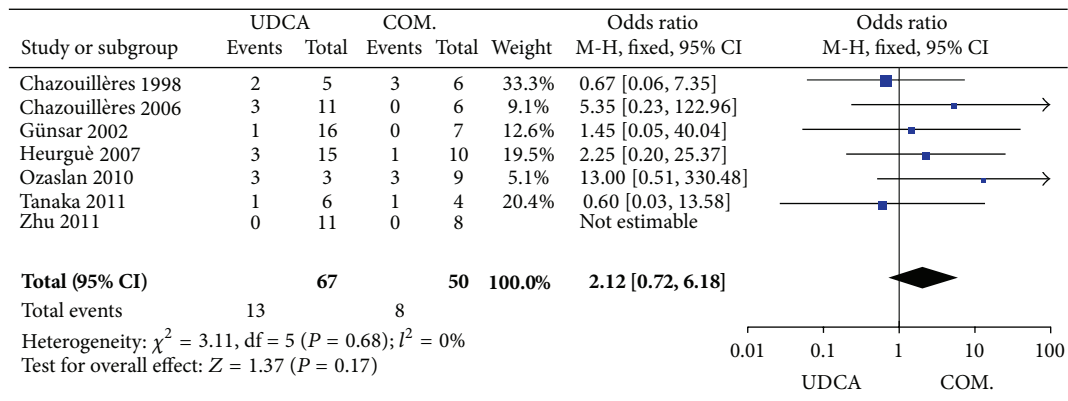 UDCA COM. Odds ratio Odds ratio
Study or subgroup Events Total Events Total Weight M-H, fixed, 95% CI M-H, fixed, 95% CI
Chazouillères 1998 2 5 3 6 33.3% 0.67 [0.06, 7.35]
Chazouillères 2006 3 11 0 6 9.1% 5.35 [0.23, 122.96]
Günsar 2002 1 16 0 7 12.6% 1.45 [0.05, 40.04]
Heurguè 2007 3 15 1 10 19.5% 2.25 [0.20, 25.37]
Ozaslan 2010 3 3 3 9 5.1% 13.00 [0.51, 330.48]
Tanaka 2011 1 6 1 4 20.4% 0.60 [0.03, 13.58]
Zhu 2011 0 11 0 8 Not estimable
Total (95% CI) 67 50 100.0% 2.12 [0.72, 6.18]
Total events 13 8
Heterogeneity: χ² = 3.11, df = 5 (P = 0.68); I² = 0%
Test for overall effect: Z = 1.37 (P = 0.17)
0.01 0.1 1 10 100
UDCA COM.